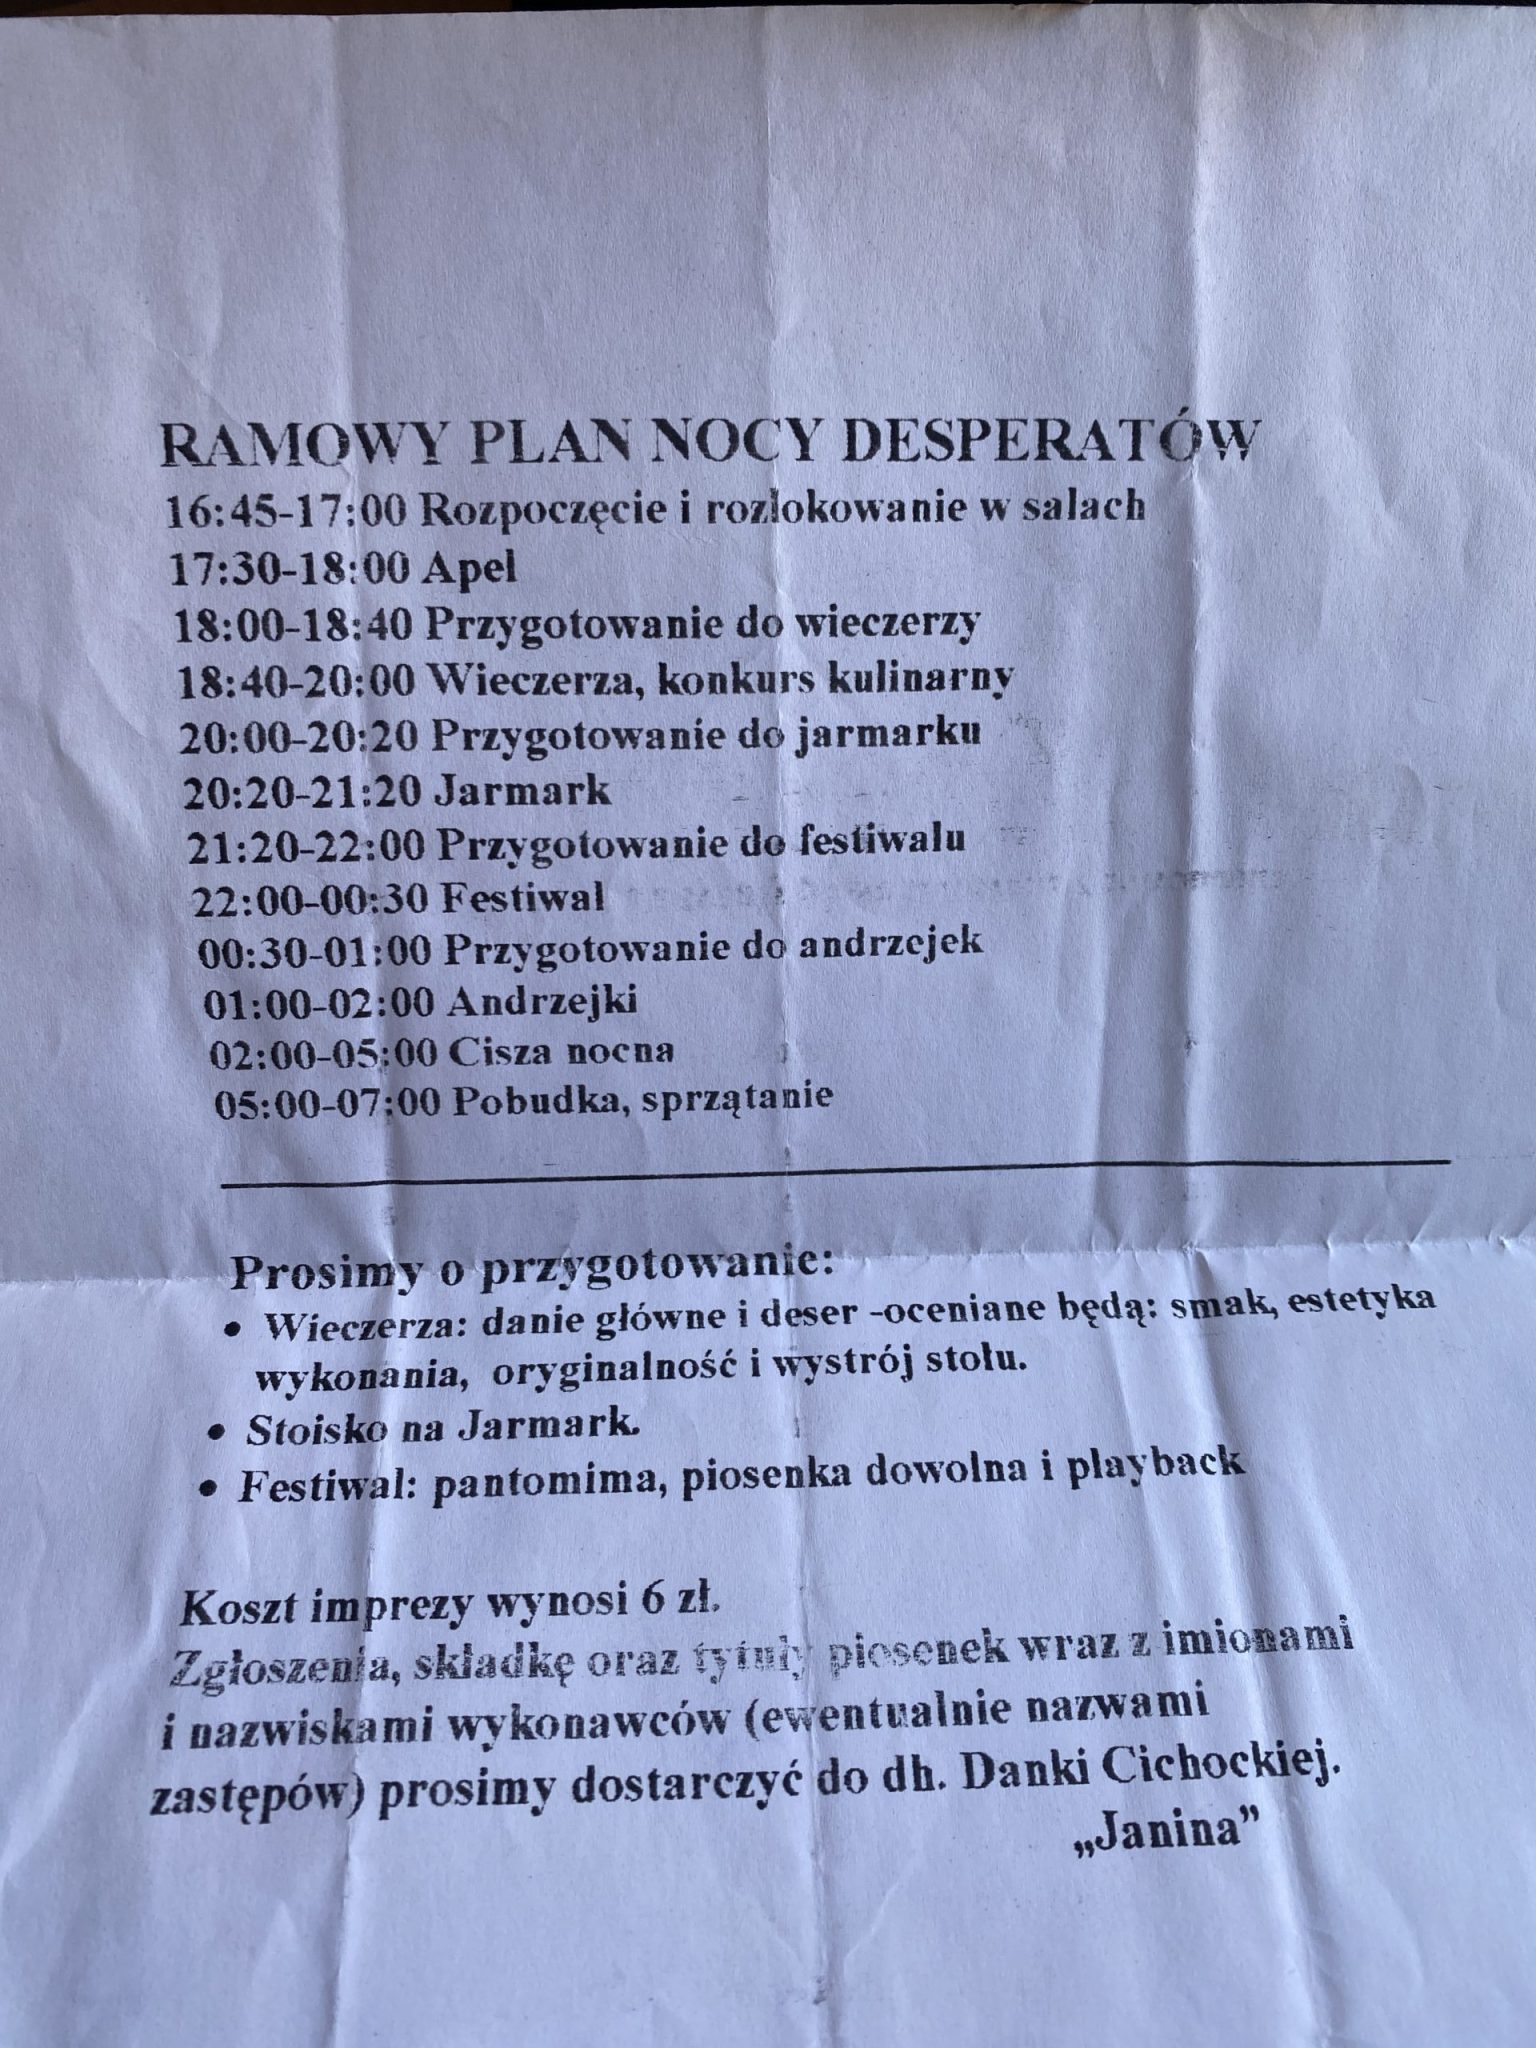 RAMOWY PLAN NOCY DESPERATÓW
16:45-17:00 Rozpoczęcie i rozlokowanie w salach
17:30-18:00 Apel
18:00-18:40 Przygotowanie do wieczerzy
18:40-20:00 Wieczerza, konkurs kulinarny
20:00-20:20 Przygotowanie do jarmarku
20:20-21:20 Jarmark
21:20-22:00 Przygotowanie do festiwalu
22:00-00:30 Festiwal
00:30-01:00 Przygotowanie do andrzejek
01:00-02:00 Andrzejki
02:00-05:00 Cisza nocna
05:00-07:00 Pobudka, sprzątanie
Prosimy o przygotowanie:
• Wieczerza: danie główne i deser -oceniane będą: smak, estetyka
wykonania, oryginalność i wystrój stołu.
• Stoisko na Jarmark.
• Festiwal: pantomima, piosenka dowolna i playback
Koszt imprezy wynosi 6 zł.
Zgłoszenia, składkę oraz tytuły piosenek wraz z imionami
i nazwiskami wykonawców (ewentualnie nazwami
zastępów) prosimy dostarczyć do dh. Danki Cichockiej.
„Janina”